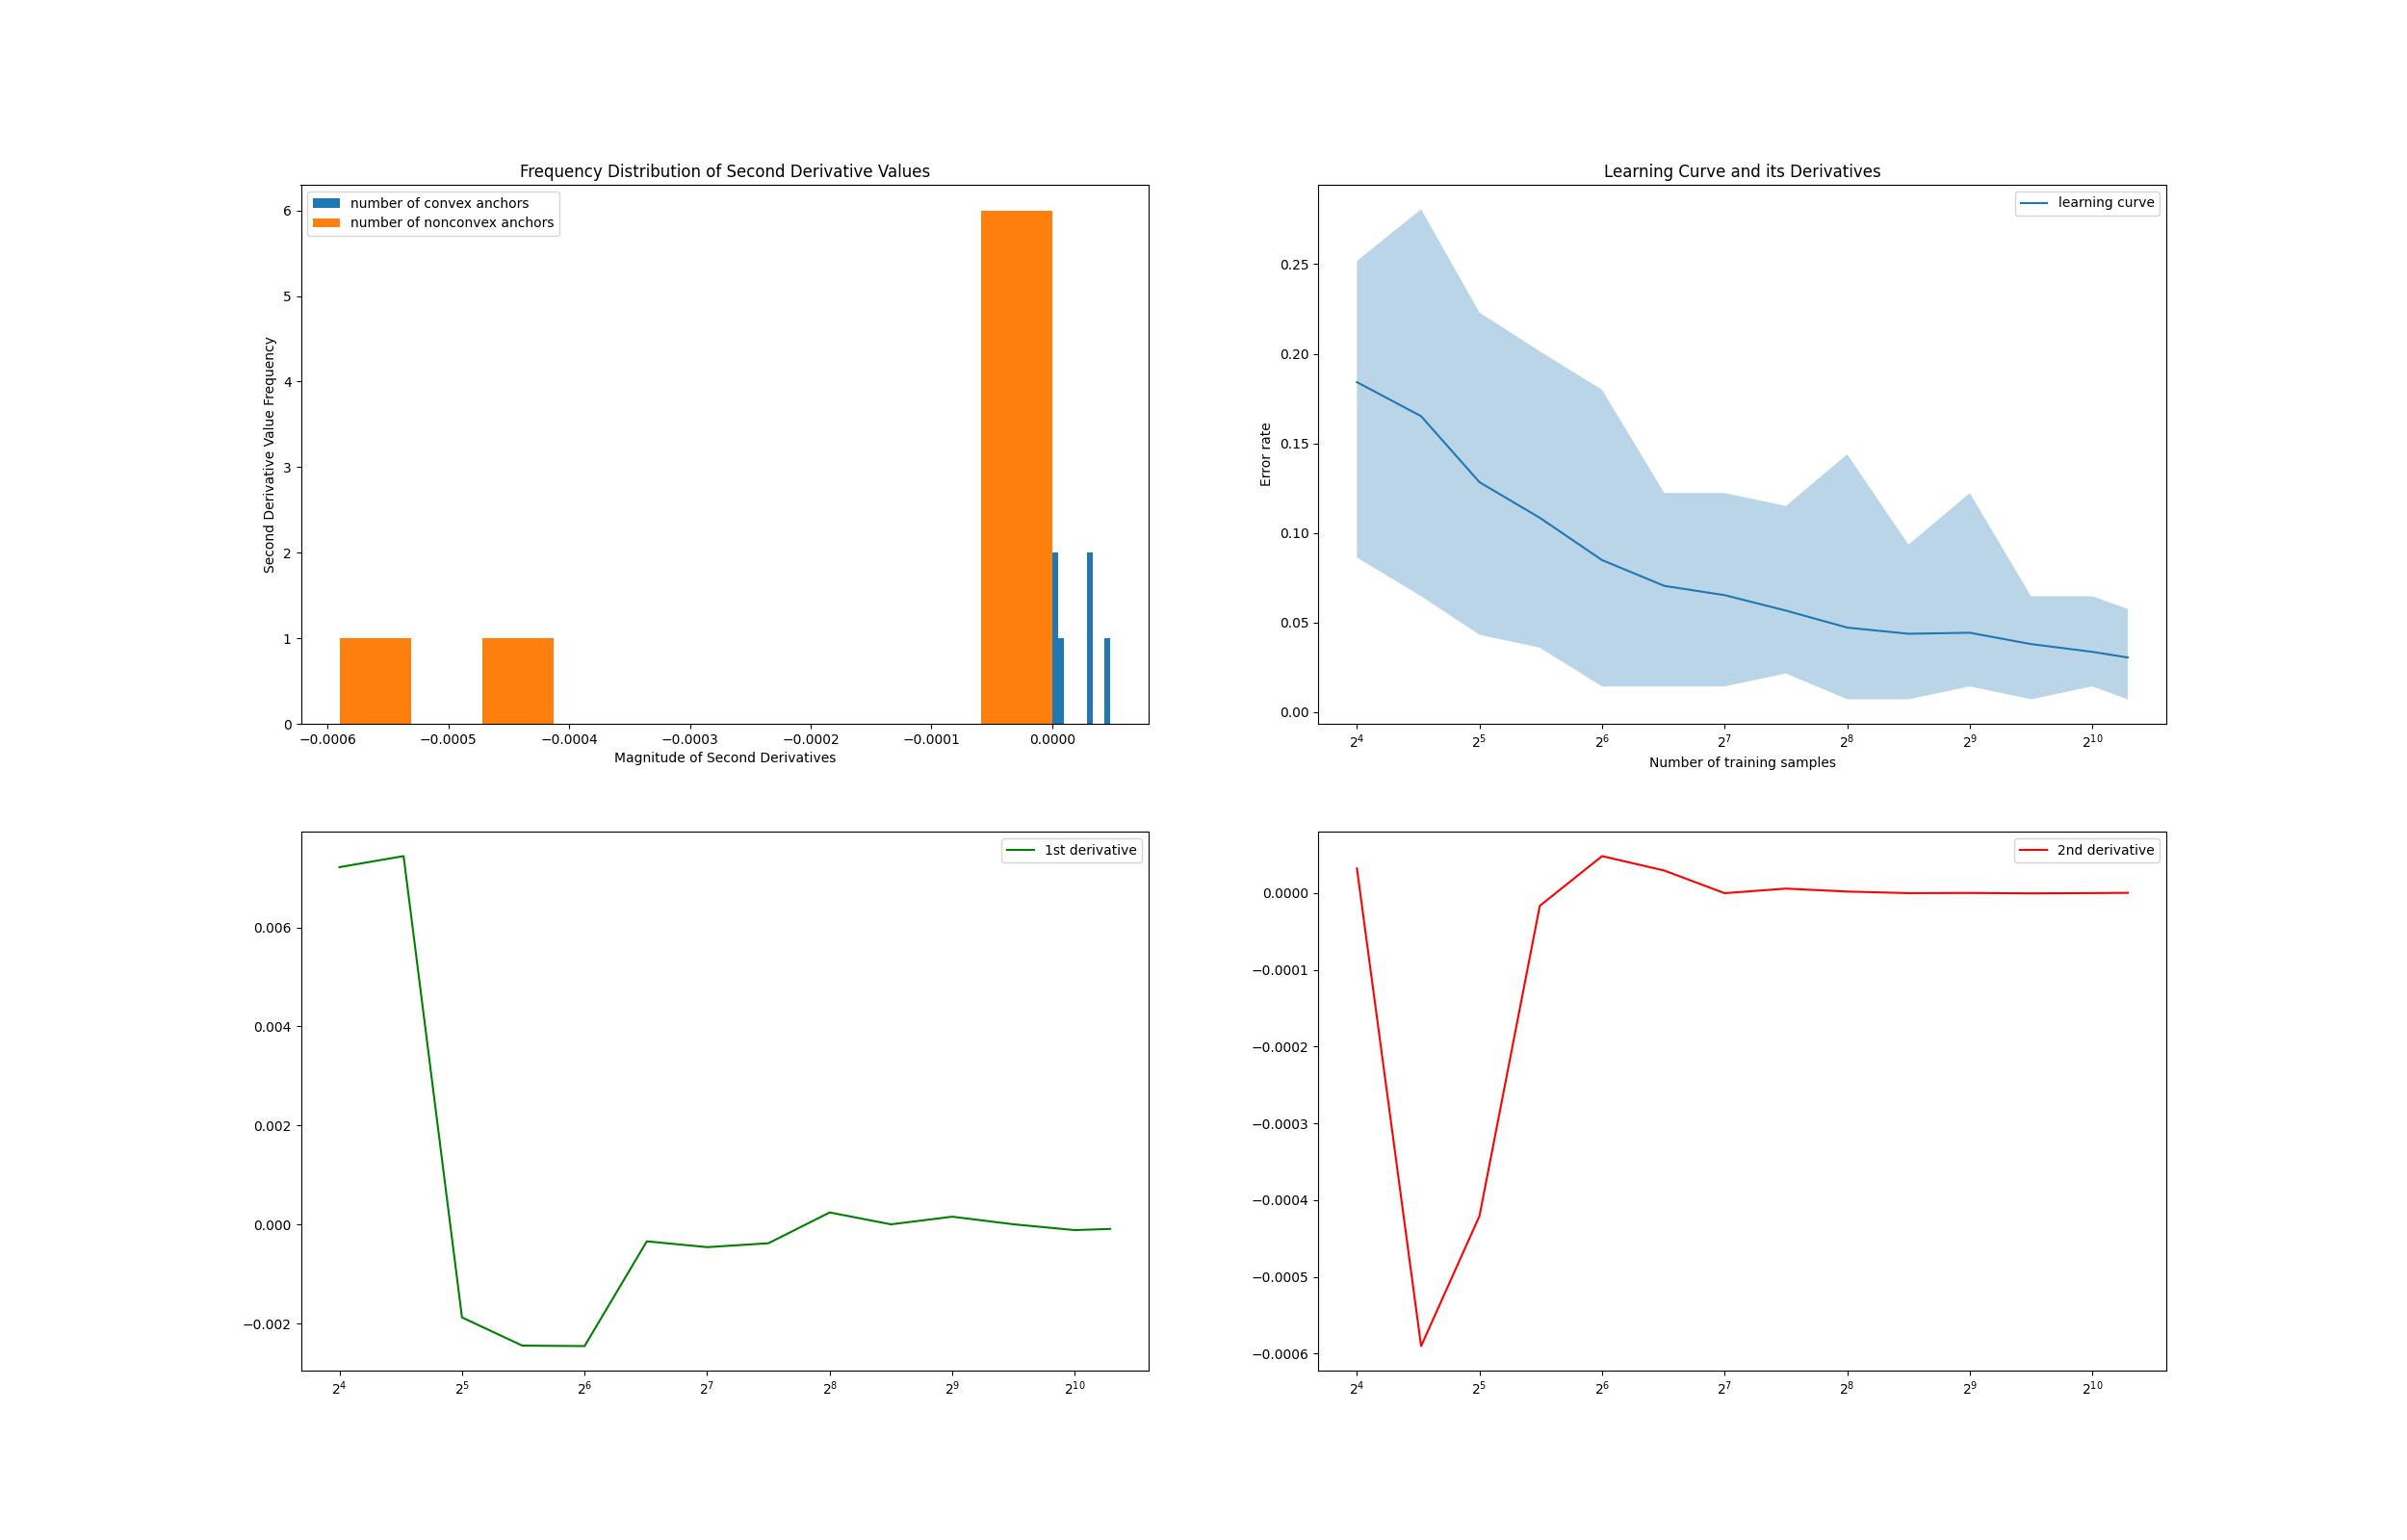 Frequency Distribution of Second Derivative Values
number of convex anchors
number of nonconvex anchors
Second Derivative Value Frequency
6
5
4
3
2
1
0
−0.0006 −0.0005 −0.0004 −0.0003 −0.0002 −0.0001 0.0000
Magnitude of Second Derivatives
Learning Curve and its Derivatives
learning curve
Error rate
0.25
0.20
0.15
0.10
0.05
0.00
2^4 2^5 2^6 2^7 2^8 2^9 2^10
Number of training samples
1st derivative
0.006
0.004
0.002
0.000
−0.002
2^4 2^5 2^6 2^7 2^8 2^9 2^10
2nd derivative
0.0000
−0.0001
−0.0002
−0.0003
−0.0004
−0.0005
−0.0006
2^4 2^5 2^6 2^7 2^8 2^9 2^10